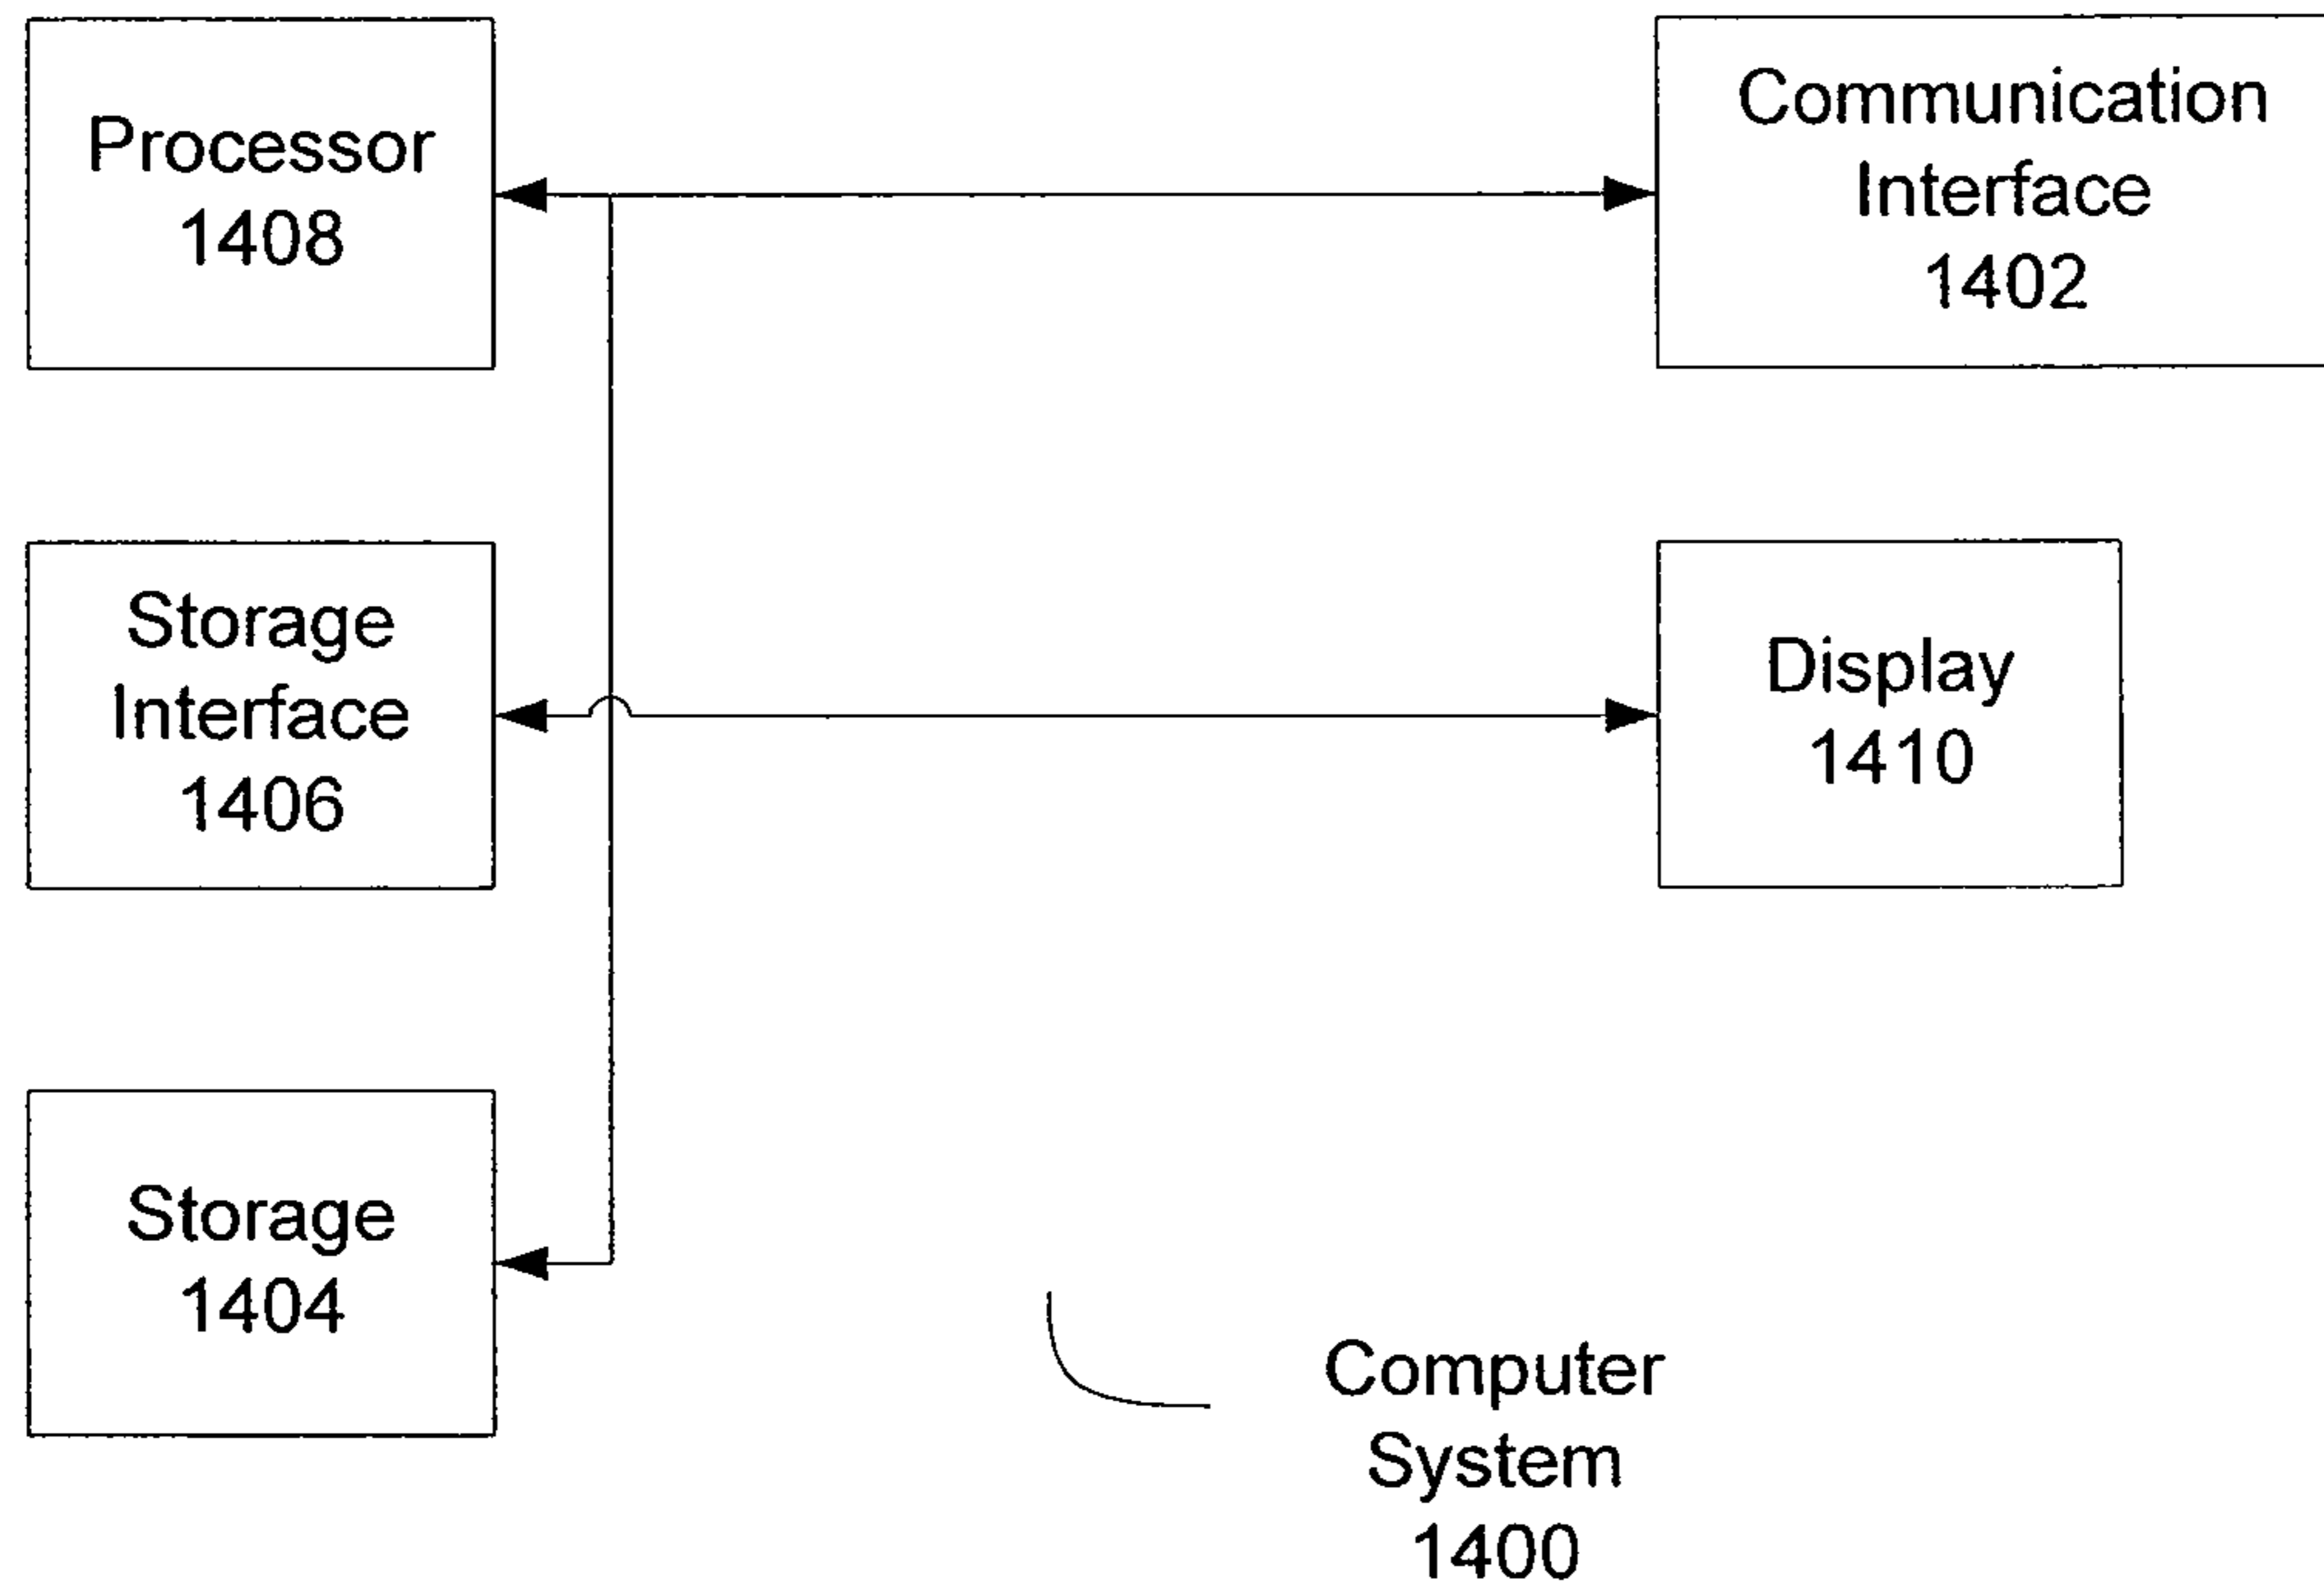 Processor
1408
Communication
Interface
1402
Storage
Interface
1406
Display
1410
Storage
1404
Computer
System
1400